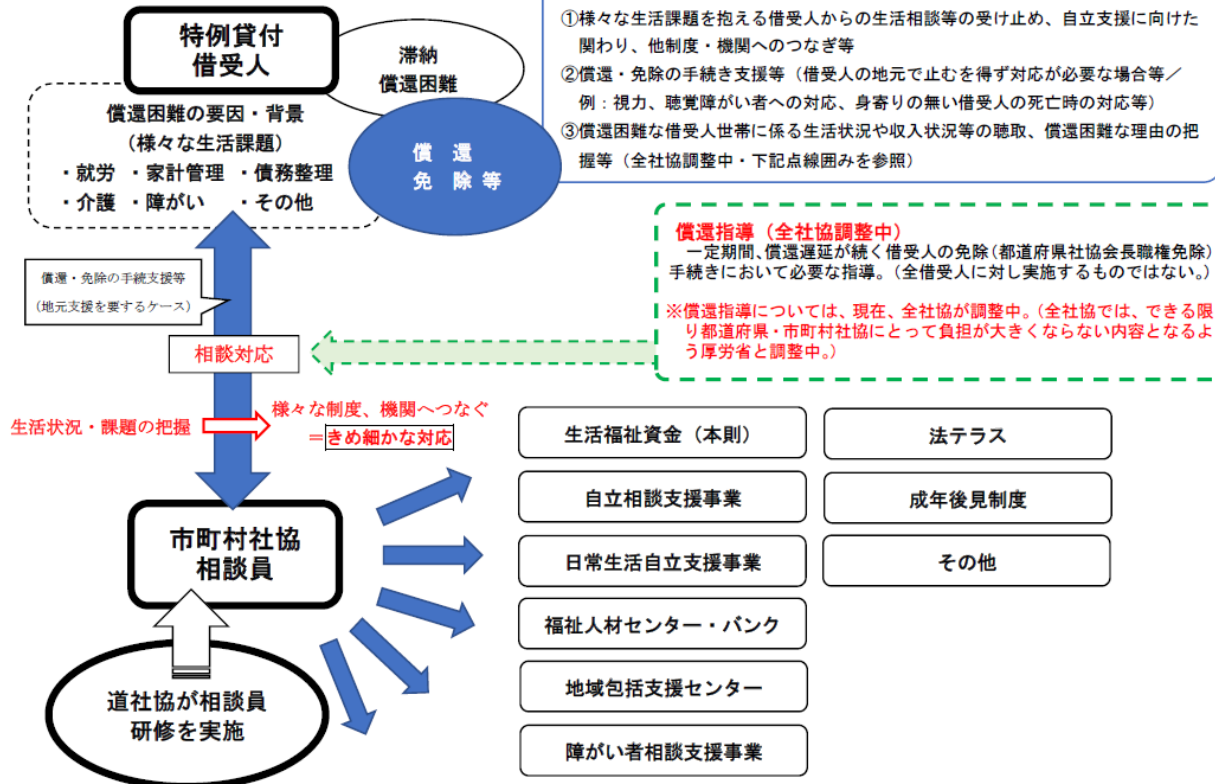 特例貸付
借受人
滞納
償還困難
償還
免除等
償還困難の要因・背景
(様々な生活課題)
・就労 ・家計管理 ・債務整理
・介護 ・障がい ・その他
①様々な生活課題を抱える借受人からの生活相談等の受け止め、自立支援に向けた
関わり、他制度・機関へのつなぎ等
②償還・免除の手続き支援等(借受人の地元で止むを得ず対応が必要な場合等/
例:視力、聴覚障がい者への対応、身寄りの無い借受人の死亡時の対応等)
③償還困難な借受人世帯に係る生活状況や収入状況等の聴取、償還困難な理由の把
握等(全社協調整中・下記点線囲みを参照)
償還指導(全社協調整中)
一定期間、償還遅延が続く借受人の免除(都道府県社協会長職権免除)
手続きにおいて必要な指導。(全借受人に対し実施するものではない。)
※償還指導については、現在、全社協が調整中。(全社協では、できる限
り都道府県・市町村社協にとって負担が大きくならない内容となるよ
う厚労省と調整中。)
償還・免除の手続支援等
(地元支援を要するケース)
相談対応
生活状況・課題の把握
様々な制度、機関へつなぐ
=きめ細かな対応
市町村社協
相談員
道社協が相談員
研修を実施
生活福祉資金(本則)
自立相談支援事業
日常生活自立支援事業
福祉人材センター・バンク
地域包括支援センター
障がい者相談支援事業
法テラス
成年後見制度
その他